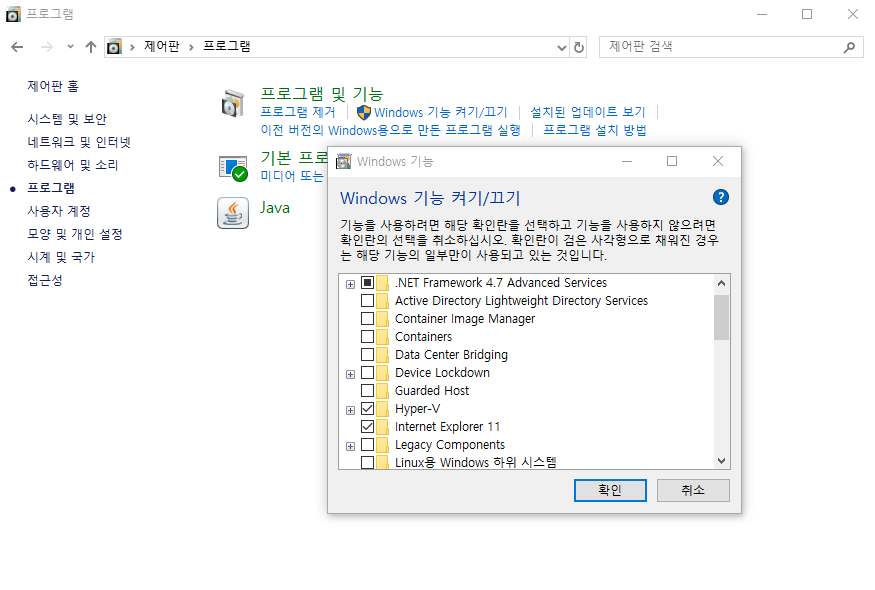 프로그램
제어판 › 프로그램
제어판 검색
제어판 홈
시스템 및 보안
네트워크 및 인터넷
하드웨어 및 소리
프로그램
사용자 계정
모양 및 개인 설정
시계 및 국가
접근성
프로그램 및 기능
프로그램 제거
Windows 기능 켜기/끄기
설치된 업데이트 보기
이전 버전의 Windows용으로 만든 프로그램 실행
프로그램 설치 방법
기본 프로
미디어 또는
Java
Windows 기능
Windows 기능 켜기/끄기
기능을 사용하려면 해당 확인란을 선택하고 기능을 사용하지 않으려면
확인란의 선택을 취소하십시오. 확인란이 검은 사각형으로 채워진 경우
는 해당 기능의 일부만이 사용되고 있는 것입니다.
.NET Framework 4.7 Advanced Services
Active Directory Lightweight Directory Services
Container Image Manager
Containers
Data Center Bridging
Device Lockdown
Guarded Host
Hyper-V
Internet Explorer 11
Legacy Components
Linux용 Windows 하위 시스템
확인
취소